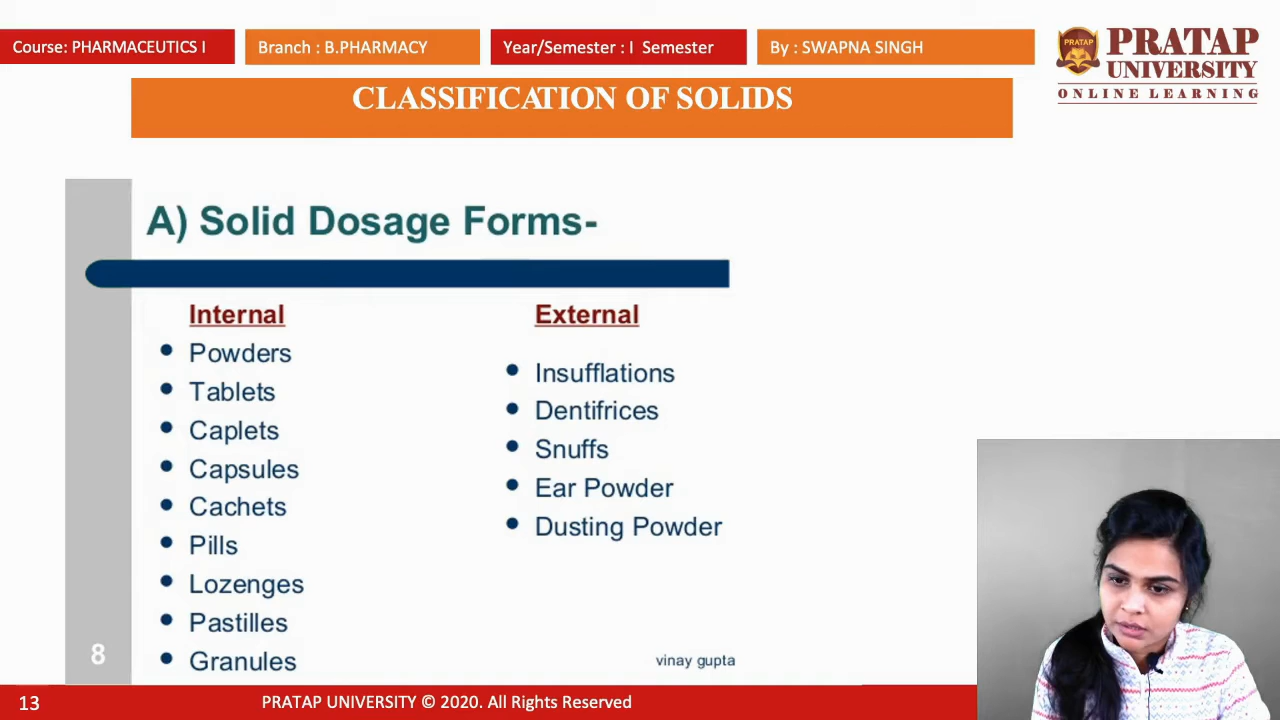 Course: PHARMACEUTICS I
Branch : B.PHARMACY
Year/Semester : I Semester
By : SWAPNA SINGH
PRATAP
PRATAP
UNIVERSITY
ONLINE LEARNING
CLASSIFICATION OF SOLIDS
A) Solid Dosage Forms-
Internal
Powders
Tablets
Caplets
Capsules
Cachets
Pills
Lozenges
Pastilles
Granules
External
Insufflations
Dentifrices
Snuffs
Ear Powder
Dusting Powder
8
vinay gupta
13
PRATAP UNIVERSITY © 2020. All Rights Reserved